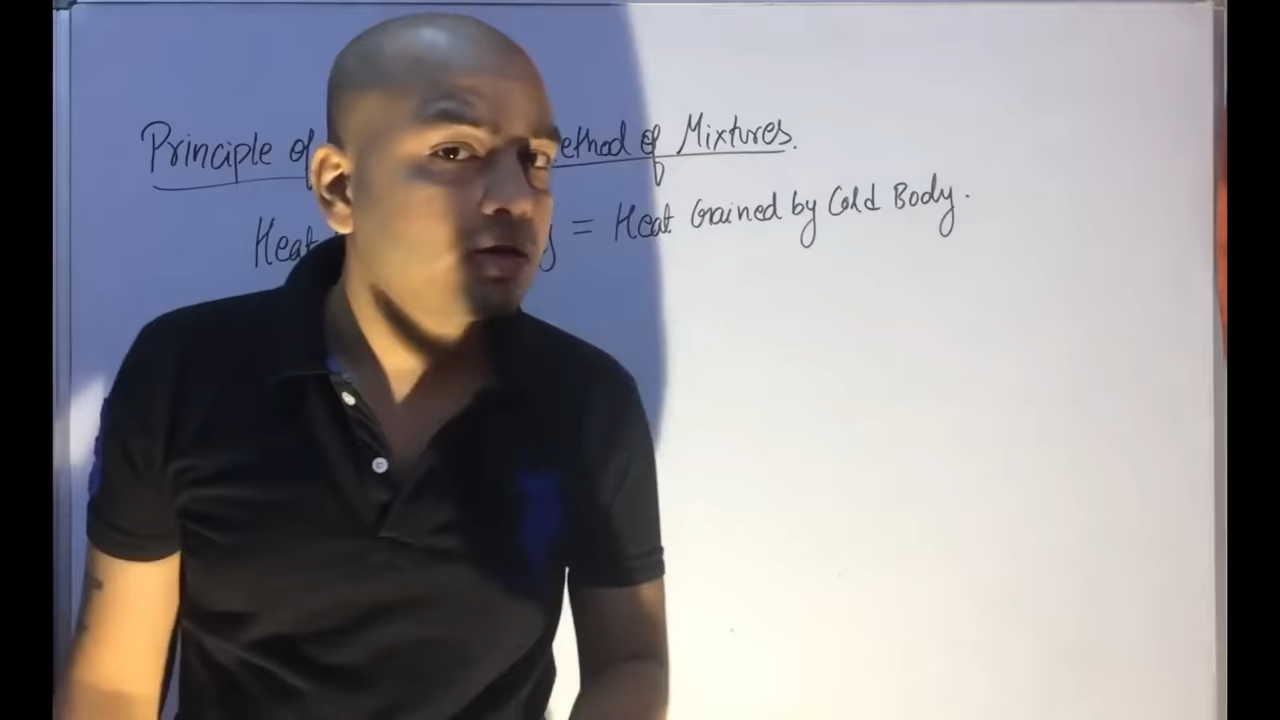 Principle of ethod of Mixtures.
Heat = Heat Gained by Cold Body.